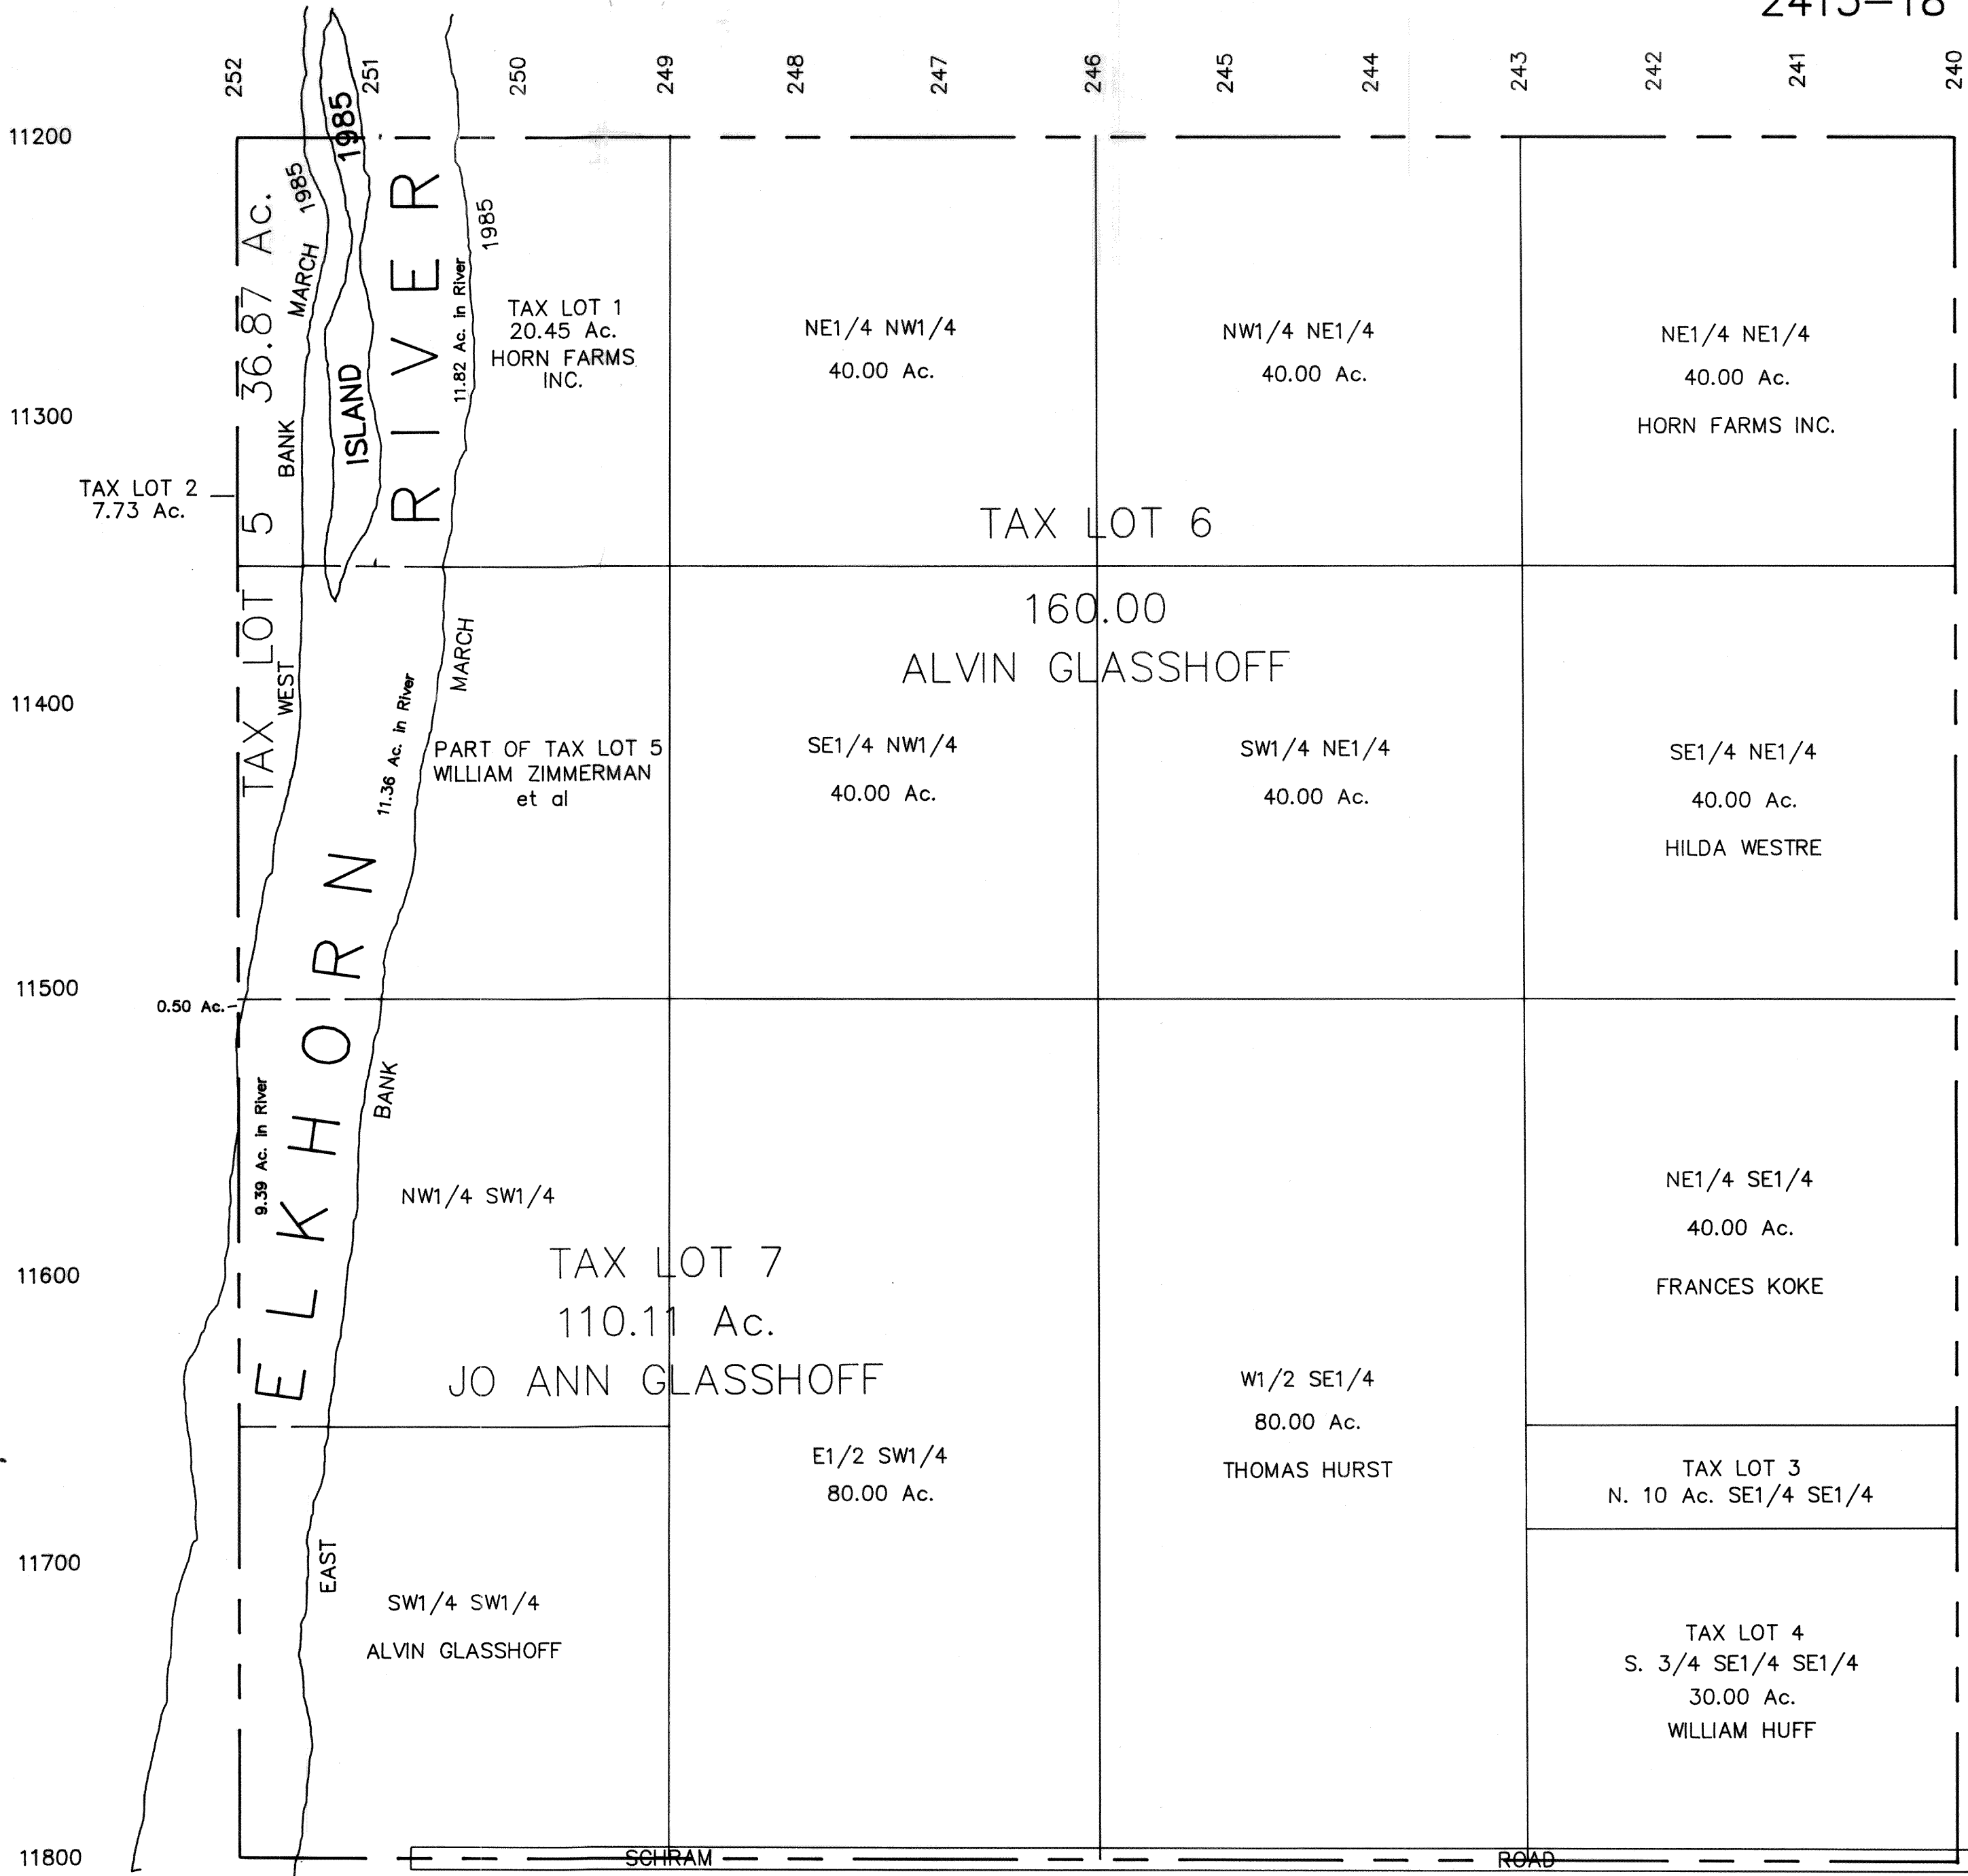 2415-18
252
251
250
249
248
247
246
245
244
243
242
241
240
11200
11300
11400
11500
11600
11700
11800
TAX LOT 5 36.87 Ac.
WEST BANK MARCH 1985
ISLAND 1985
ELKHORN RIVER
EAST BANK MARCH 1985
11.82 Ac. in River
11.36 Ac. in River
9.39 Ac. in River
TAX LOT 2
7.73 Ac.
0.50 Ac.
TAX LOT 1
20.45 Ac.
HORN FARMS
INC.
NE1/4 NW1/4
40.00 Ac.
NW1/4 NE1/4
40.00 Ac.
NE1/4 NE1/4
40.00 Ac.
HORN FARMS INC.
TAX LOT 6
160.00
ALVIN GLASSHOFF
PART OF TAX LOT 5
WILLIAM ZIMMERMAN
et al
SE1/4 NW1/4
40.00 Ac.
SW1/4 NE1/4
40.00 Ac.
SE1/4 NE1/4
40.00 Ac.
HILDA WESTRE
NW1/4 SW1/4
TAX LOT 7
110.11 Ac.
JO ANN GLASSHOFF
NE1/4 SE1/4
40.00 Ac.
FRANCES KOKE
W1/2 SE1/4
80.00 Ac.
THOMAS HURST
E1/2 SW1/4
80.00 Ac.
TAX LOT 3
N. 10 Ac. SE1/4 SE1/4
SW1/4 SW1/4
ALVIN GLASSHOFF
TAX LOT 4
S. 3/4 SE1/4 SE1/4
30.00 Ac.
WILLIAM HUFF
SCHRAM ROAD